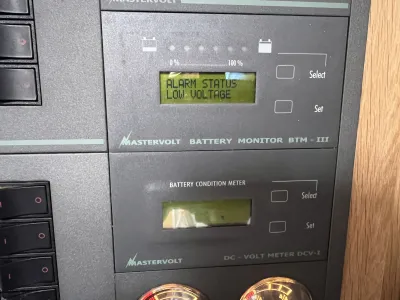 MASTERVOLT
0 % 100 %
ALARM STATUS
LOW VOLTAGE
Select
Set
MASTERVOLT BATTERY MONITOR BTM - III
BATTERY CONDITION METER
Select
Set
MASTERVOLT DC - VOLT METER DCV-I